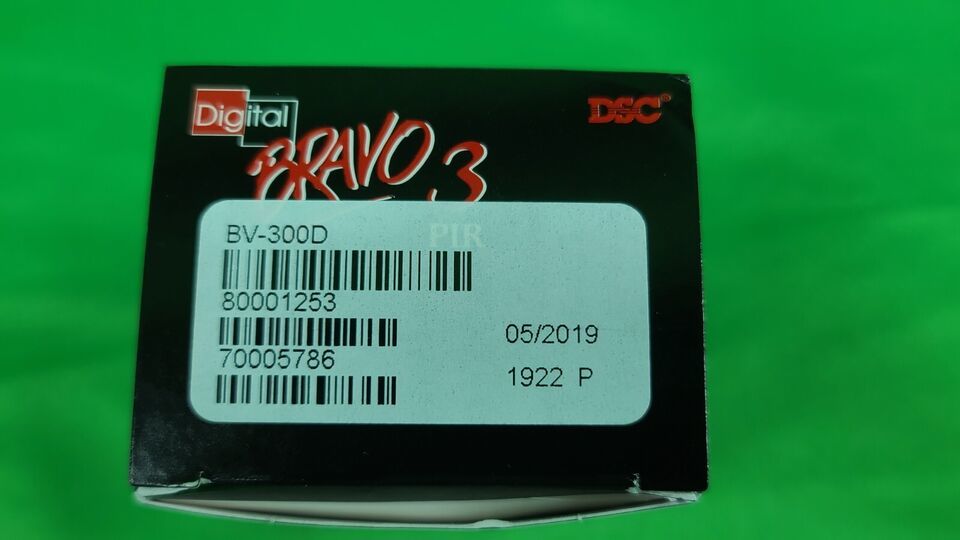 Digital
DSC®
BRAVO 3
PIR
BV-300D
80001253
05/2019
70005786
1922 P